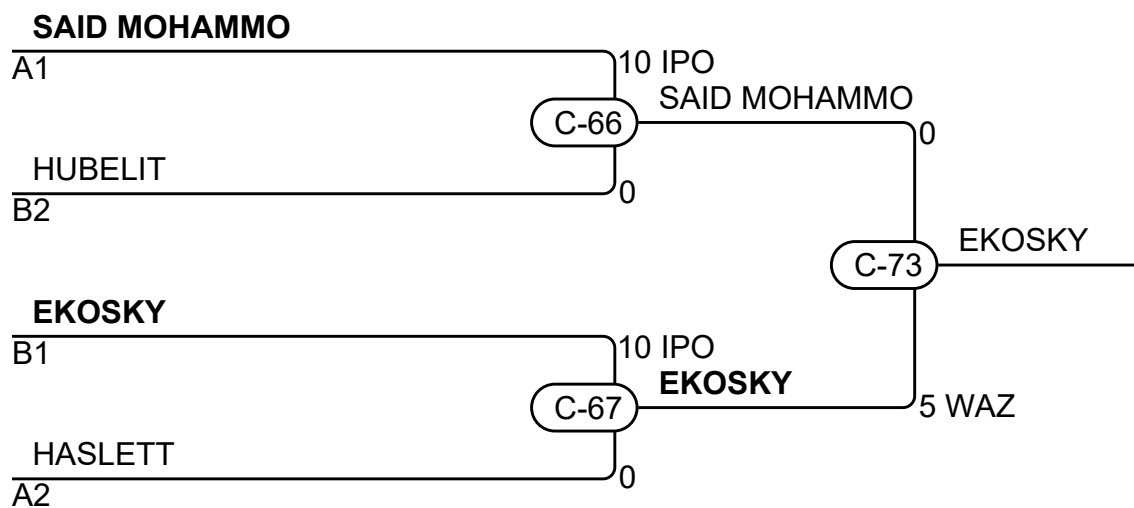 SAID MOHAMMO
A1
10 IPO
SAID MOHAMMO
C-66
0
HUBELIT
B2
0
EKOSKY
C-73
EKOSKY
B1
10 IPO
EKOSKY
C-67
5 WAZ
HASLETT
A2
0